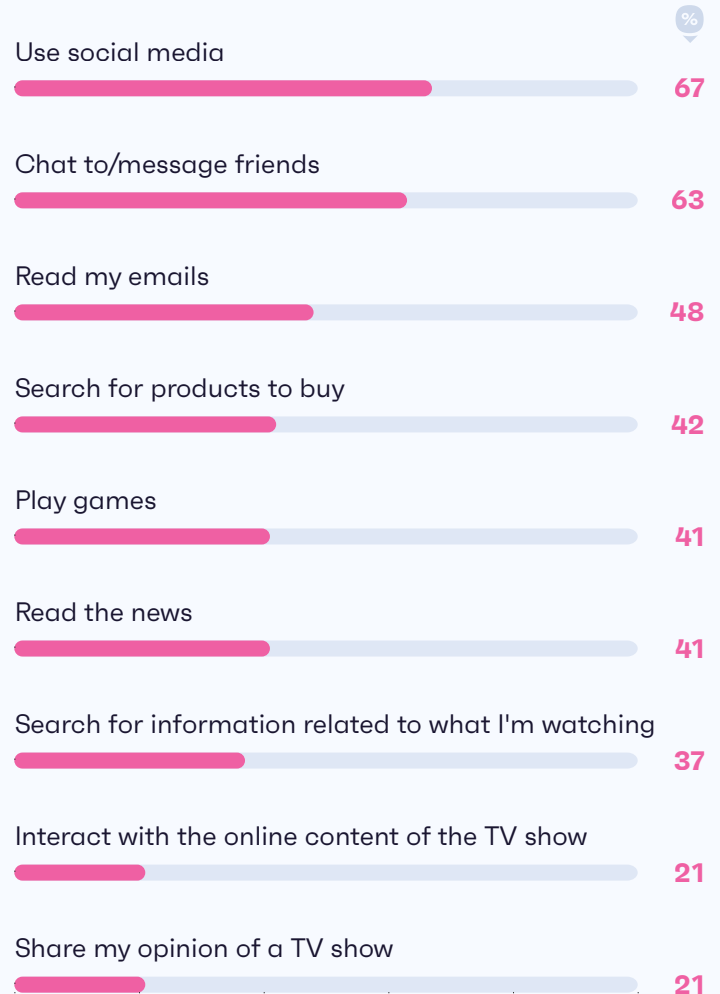 %
Use social media
67
Chat to/message friends
63
Read my emails
48
Search for products to buy
42
Play games
41
Read the news
41
Search for information related to what I'm watching
37
Interact with the online content of the TV show
21
Share my opinion of a TV show
21